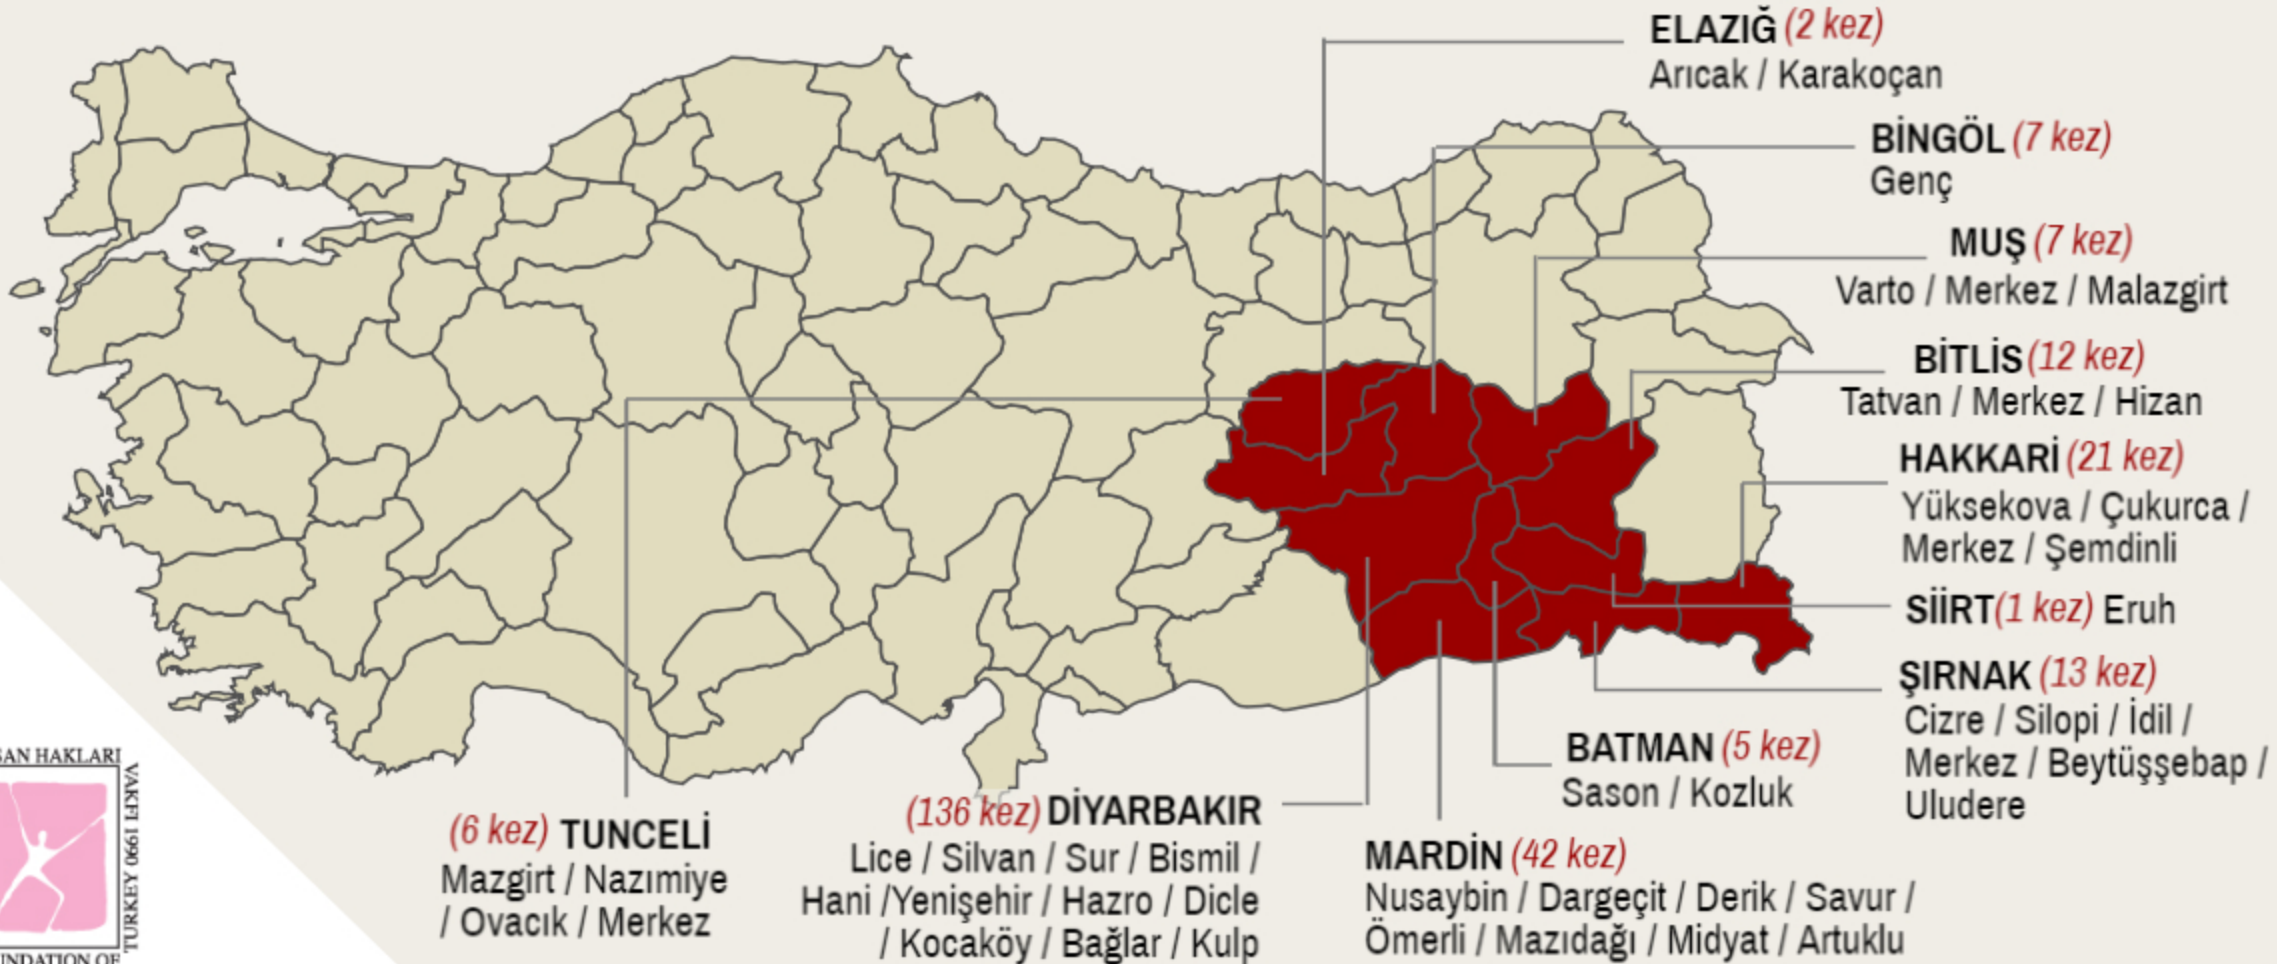 ELAZIĞ (2 kez)
Arıcak / Karakoçan
BİNGÖL (7 kez)
Genç
MUŞ (7 kez)
Varto / Merkez / Malazgirt
BİTLİS (12 kez)
Tatvan / Merkez / Hizan
HAKKARİ (21 kez)
Yüksekova / Çukurca /
Merkez / Şemdinli
SİİRT(1 kez) Eruh
ŞIRNAK (13 kez)
Cizre / Silopi / İdil /
Merkez / Beytüşşebap /
Uludere
BATMAN (5 kez)
Sason / Kozluk
MARDİN (42 kez)
Nusaybin / Dargeçit / Derik / Savur /
Ömerli / Mazıdağı / Midyat / Artuklu
(136 kez) DİYARBAKIR
Lice / Silvan / Sur / Bismil /
Hani /Yenişehir / Hazro / Dicle
/ Kocaköy / Bağlar / Kulp
(6 kez) TUNCELİ
Mazgirt / Nazımiye
/ Ovacık / Merkez
SAN HAKLARI
VAKFI 1990 TURKEY
UNDATION OF